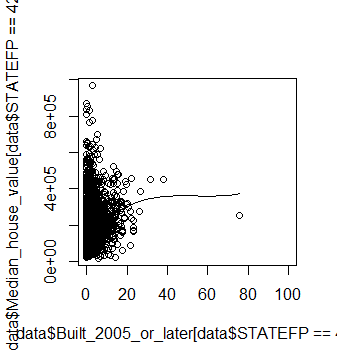 data$Median_house_value[data$STATEFP == 42
0e+00
4e+05
8e+05
0
20
40
60
80
100
data$Built_2005_or_later[data$STATEFP == 4